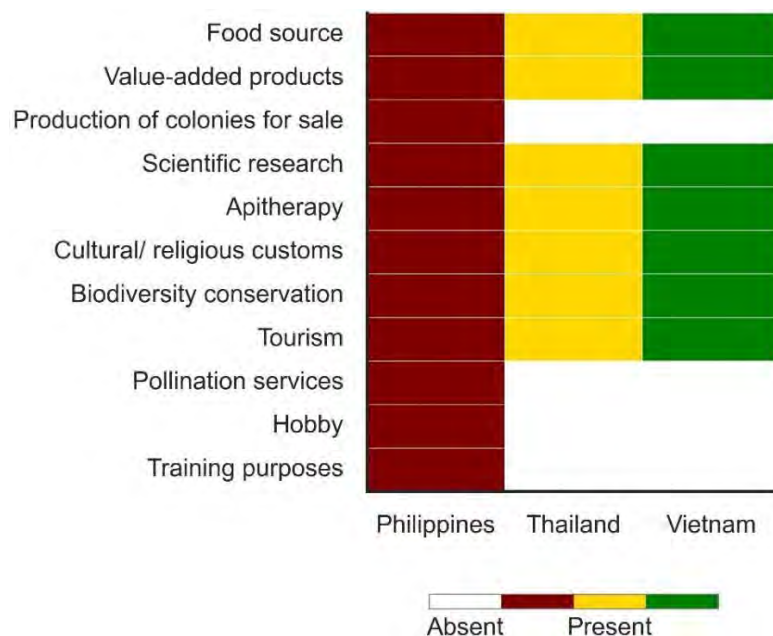 Food source
Value-added products
Production of colonies for sale
Scientific research
Apitherapy
Cultural/ religious customs
Biodiversity conservation
Tourism
Pollination services
Hobby
Training purposes
Philippines Thailand Vietnam
Absent Present